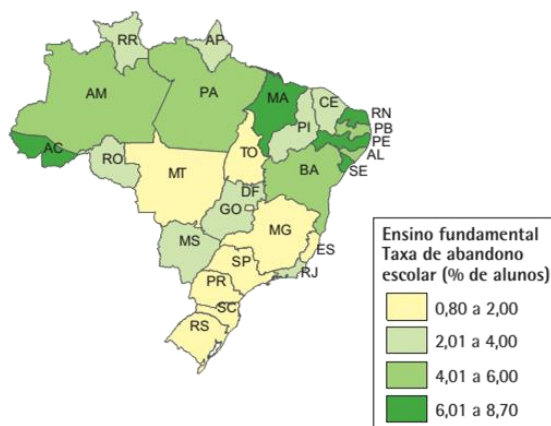 RR
AP
AM
PA
MA
CE
RN
PB
PI
PE
AL
AC
TO
SE
RO
BA
MT
DF
GO
MG
MS
ES
SP
RJ
PR
SC
RS
Ensino fundamental
Taxa de abandono
escolar (% de alunos)
0,80 a 2,00
2,01 a 4,00
4,01 a 6,00
6,01 a 8,70